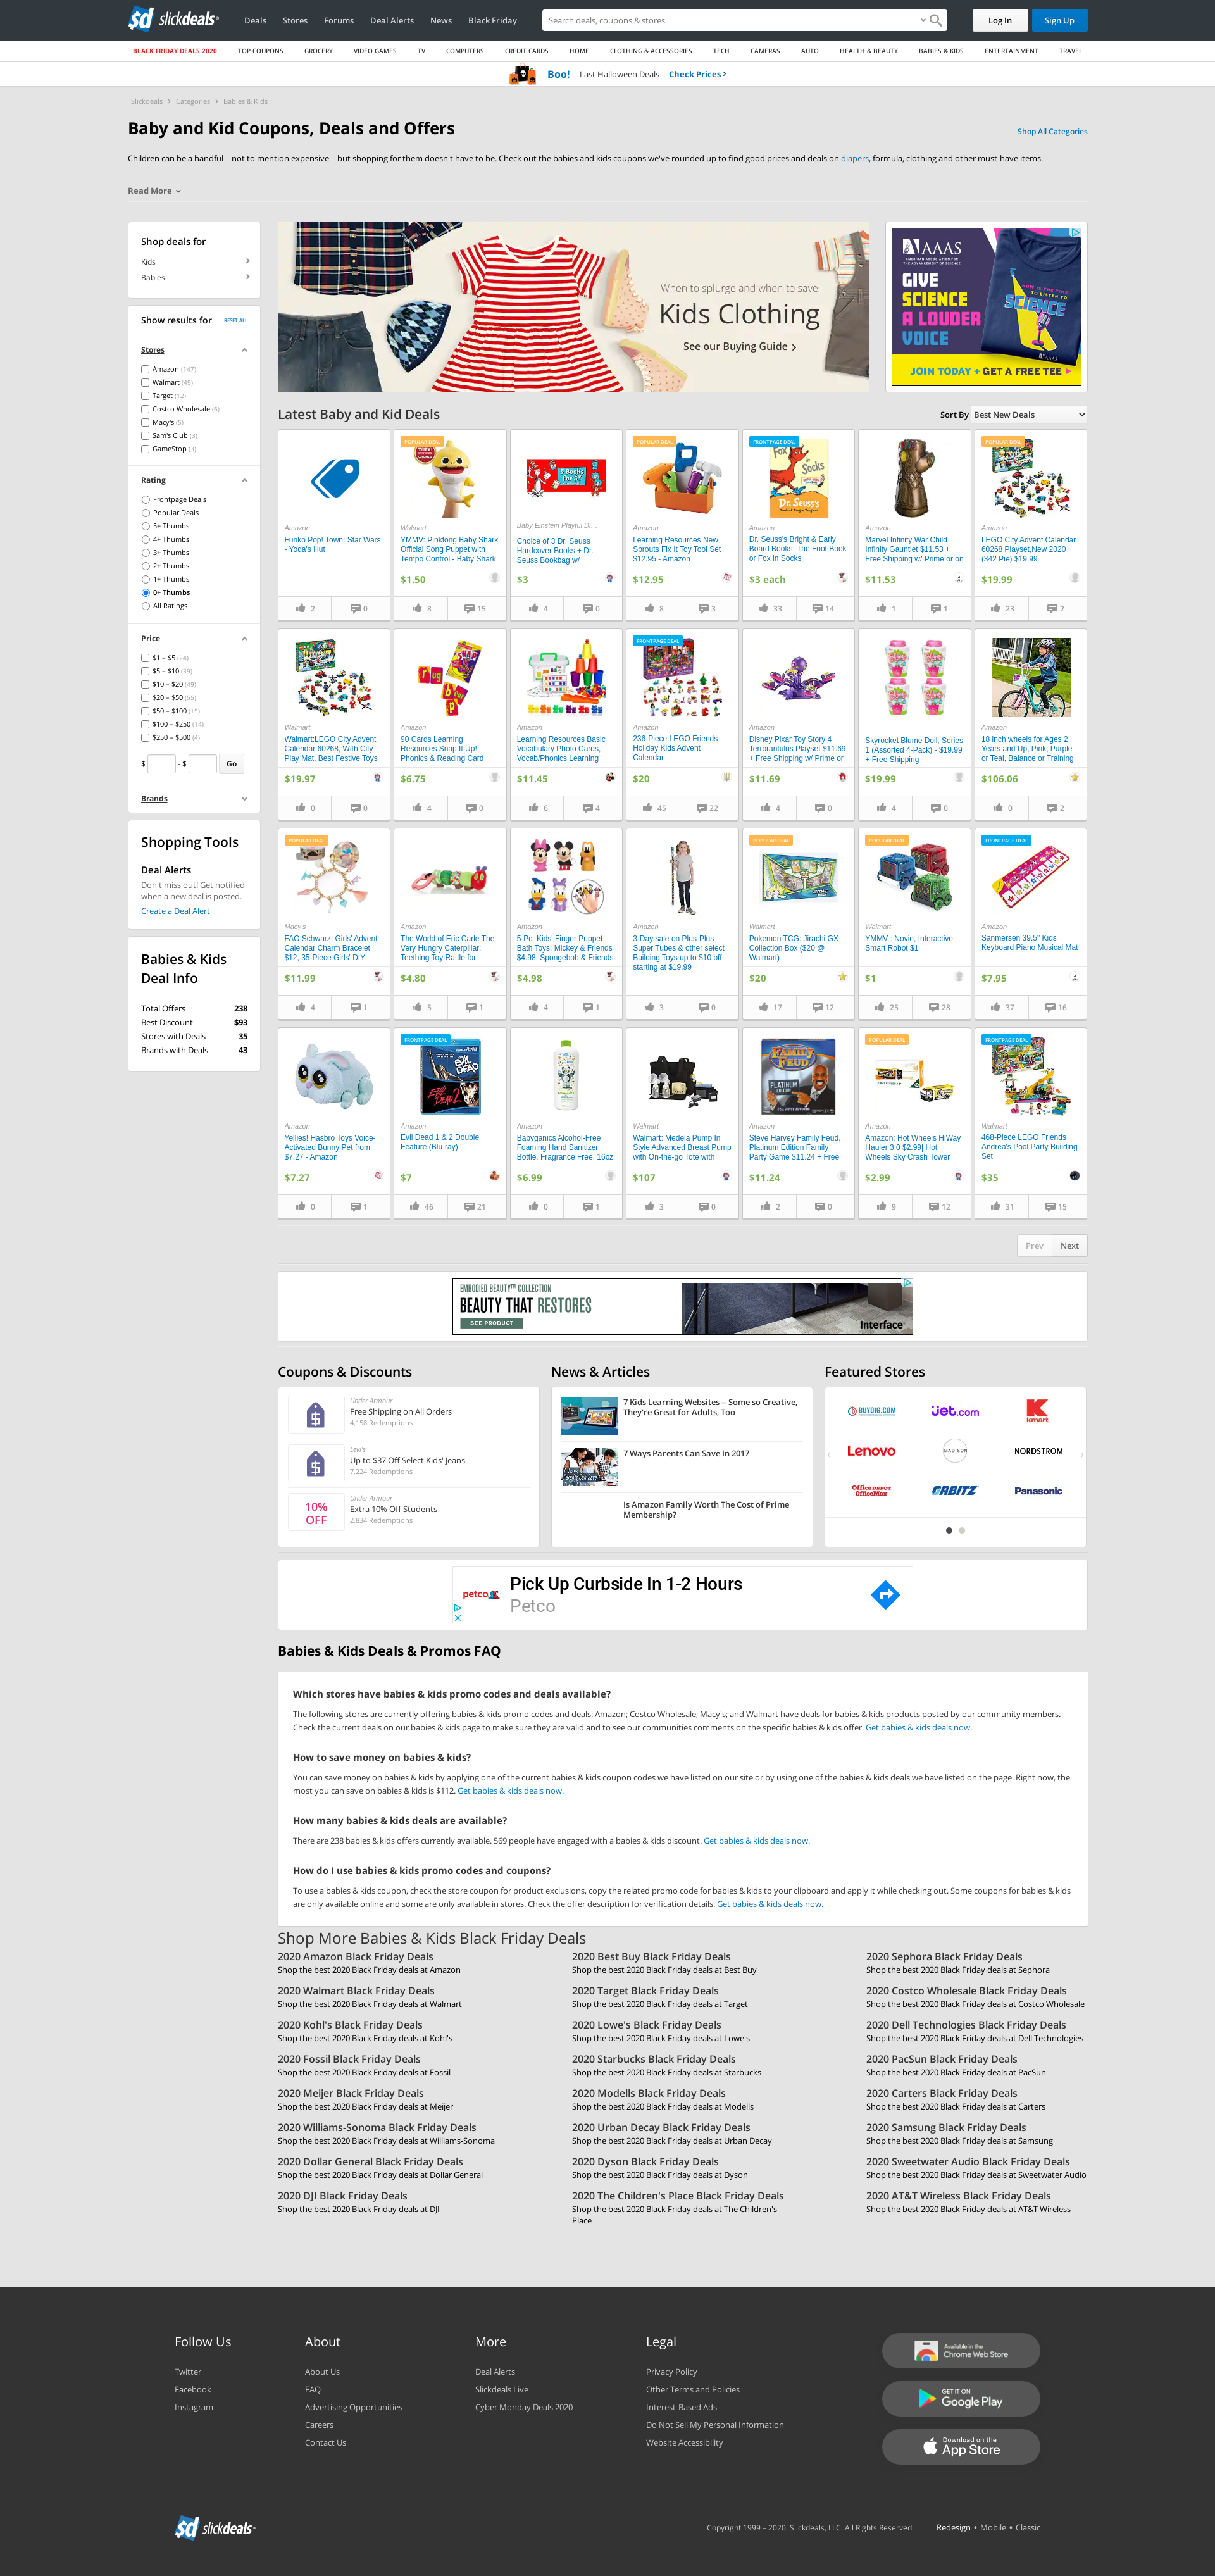 slickdeals
Deals Stores Forums Deal Alerts News Black Friday
Search deals, coupons & stores
Log In
Sign Up
BLACK FRIDAY DEALS 2020 TOP COUPONS GROCERY VIDEO GAMES TV COMPUTERS CREDIT CARDS HOME CLOTHING & ACCESSORIES TECH CAMERAS AUTO HEALTH & BEAUTY BABIES & KIDS ENTERTAINMENT TRAVEL
Boo! Last Halloween Deals Check Prices
Slickdeals > Categories > Babies & Kids
Baby and Kid Coupons, Deals and Offers
Shop All Categories
Children can be a handful—not to mention expensive—but shopping for them doesn't have to be. Check out the babies and kids coupons we've rounded up to find good prices and deals on diapers, formula, clothing and other must-have items.
Read More
Shop deals for
Kids
Babies
Show results for
RESET ALL
Stores
Amazon (147)
Walmart (49)
Target (12)
Costco Wholesale (6)
Macy's (5)
Sam's Club (3)
GameStop (3)
Rating
Frontpage Deals
Popular Deals
5+ Thumbs
4+ Thumbs
3+ Thumbs
2+ Thumbs
1+ Thumbs
0+ Thumbs
All Ratings
Price
$1 – $5 (24)
$5 – $10 (39)
$10 – $20 (49)
$20 – $50 (55)
$50 – $100 (15)
$100 – $250 (14)
$250 – $500 (4)
$ - $ Go
Brands
Shopping Tools
Deal Alerts
Don't miss out! Get notified
when a new deal is posted.
Create a Deal Alert
Babies & Kids
Deal Info
Total Offers 238
Best Discount $93
Stores with Deals 35
Brands with Deals 43
When to splurge and when to save.
Kids Clothing
See our Buying Guide >
AAAS
AMERICAN ASSOCIATION
FOR THE ADVANCEMENT OF SCIENCE
GIVE
SCIENCE
A LOUDER
VOICE
NOW IS THE TIME
TO LISTEN TO
SCIENCE
JOIN TODAY + GET A FREE TEE
Latest Baby and Kid Deals
Sort By Best New Deals
Amazon
Funko Pop! Town: Star Wars
- Yoda's Hut
2 0
POPULAR DEAL
Walmart
YMMV: Pinkfong Baby Shark
Official Song Puppet with
Tempo Control - Baby Shark
$1.50
8 15
Baby Einstein Playful Di...
Choice of 3 Dr. Seuss
Hardcover Books + Dr.
Seuss Bookbag w/
$3
4 0
POPULAR DEAL
Amazon
Learning Resources New
Sprouts Fix It Toy Tool Set
$12.95 - Amazon
$12.95
8 3
FRONTPAGE DEAL
Fox
in
Socks
Dr. Seuss's
Amazon
Dr. Seuss's Bright & Early
Board Books: The Foot Book
or Fox in Socks
$3 each
33 14
Amazon
Marvel Infinity War Child
Infinity Gauntlet $11.53 +
Free Shipping w/ Prime or on
$11.53
1 1
POPULAR DEAL
Amazon
LEGO City Advent Calendar
60268 Playset,New 2020
(342 Pie) $19.99
$19.99
23 2
Walmart
Walmart:LEGO City Advent
Calendar 60268, With City
Play Mat, Best Festive Toys
$19.97
0 0
Amazon
90 Cards Learning
Resources Snap It Up!
Phonics & Reading Card
$6.75
4 0
Amazon
Learning Resources Basic
Vocabulary Photo Cards,
Vocab/Phonics Learning
$11.45
6 4
FRONTPAGE DEAL
Amazon
236-Piece LEGO Friends
Holiday Kids Advent
Calendar
$20
45 22
Amazon
Disney Pixar Toy Story 4
Terrorantulus Playset $11.69
+ Free Shipping w/ Prime or
$11.69
4 0
Skyrocket Blume Doll, Series
1 (Assorted 4-Pack) - $19.99
+ Free Shipping
$19.99
4 0
Amazon
18 inch wheels for Ages 2
Years and Up, Pink, Purple
or Teal, Balance or Training
$106.06
0 2
POPULAR DEAL
Macy's
FAO Schwarz: Girls' Advent
Calendar Charm Bracelet
$12, 35-Piece Girls' DIY
$11.99
4 1
Amazon
The World of Eric Carle The
Very Hungry Caterpillar:
Teething Toy Rattle for
$4.80
5 1
Amazon
5-Pc. Kids' Finger Puppet
Bath Toys: Mickey & Friends
$4.98, Spongebob & Friends
$4.98
4 1
Amazon
3-Day sale on Plus-Plus
Super Tubes & other select
Building Toys up to $10 off
starting at $19.99
3 0
POPULAR DEAL
Walmart
Pokemon TCG: Jirachi GX
Collection Box ($20 @
Walmart)
$20
17 12
POPULAR DEAL
Walmart
YMMV : Novie, Interactive
Smart Robot $1
$1
25 28
FRONTPAGE DEAL
Amazon
Sanmersen 39.5" Kids
Keyboard Piano Musical Mat
$7.95
37 16
Amazon
Yellies! Hasbro Toys Voice-
Activated Bunny Pet from
$7.27 - Amazon
$7.27
0 1
FRONTPAGE DEAL
Amazon
Evil Dead 1 & 2 Double
Feature (Blu-ray)
$7
46 21
Amazon
Babyganics Alcohol-Free
Foaming Hand Sanitizer
Bottle, Fragrance Free, 16oz
$6.99
0 1
Walmart
Walmart: Medela Pump In
Style Advanced Breast Pump
with On-the-go Tote with
$107
3 0
FAMILY FEUD
PLATINUM
EDITION
Amazon
Steve Harvey Family Feud,
Platinum Edition Family
Party Game $11.24 + Free
$11.24
2 0
POPULAR DEAL
Amazon
Amazon: Hot Wheels HiWay
Hauler 3.0 $2.99| Hot
Wheels Sky Crash Tower
$2.99
9 12
FRONTPAGE DEAL
Walmart
468-Piece LEGO Friends
Andrea's Pool Party Building
Set
$35
31 15
Prev Next
EMBODIED BEAUTY™ COLLECTION
BEAUTY THAT RESTORES
SEE PRODUCT
Interface
Coupons & Discounts
Under Armour
Free Shipping on All Orders
4,158 Redemptions
Levi's
Up to $37 Off Select Kids' Jeans
7,224 Redemptions
10%
OFF
Under Armour
Extra 10% Off Students
2,834 Redemptions
News & Articles
7 Kids Learning Websites -- Some so Creative,
They're Great for Adults, Too
7 Ways Parents Can Save In 2017
Is Amazon Family Worth The Cost of Prime
Membership?
Featured Stores
BUYDIG.COM
jet.com
kmart
Lenovo
MADISON
NORDSTROM
Office DEPOT
OfficeMax
ORBITZ
Panasonic
petco
Pick Up Curbside In 1-2 Hours
Petco
Babies & Kids Deals & Promos FAQ
Which stores have babies & kids promo codes and deals available?
The following stores are currently offering babies & kids promo codes and deals: Amazon; Costco Wholesale; Macy's; and Walmart have deals for babies & kids products posted by our community members.
Check the current deals on our babies & kids page to make sure they are valid and to see our communities comments on the specific babies & kids offer. Get babies & kids deals now.
How to save money on babies & kids?
You can save money on babies & kids by applying one of the current babies & kids coupon codes we have listed on our site or by using one of the babies & kids deals we have listed on the page. Right now, the
most you can save on babies & kids is $112. Get babies & kids deals now.
How many babies & kids deals are available?
There are 238 babies & kids offers currently available. 569 people have engaged with a babies & kids discount. Get babies & kids deals now.
How do I use babies & kids promo codes and coupons?
To use a babies & kids coupon, check the store coupon for product exclusions, copy the related promo code for babies & kids to your clipboard and apply it while checking out. Some coupons for babies & kids
are only available online and some are only available in stores. Check the offer description for verification details. Get babies & kids deals now.
Shop More Babies & Kids Black Friday Deals
2020 Amazon Black Friday Deals
Shop the best 2020 Black Friday deals at Amazon
2020 Best Buy Black Friday Deals
Shop the best 2020 Black Friday deals at Best Buy
2020 Sephora Black Friday Deals
Shop the best 2020 Black Friday deals at Sephora
2020 Walmart Black Friday Deals
Shop the best 2020 Black Friday deals at Walmart
2020 Target Black Friday Deals
Shop the best 2020 Black Friday deals at Target
2020 Costco Wholesale Black Friday Deals
Shop the best 2020 Black Friday deals at Costco Wholesale
2020 Kohl's Black Friday Deals
Shop the best 2020 Black Friday deals at Kohl's
2020 Lowe's Black Friday Deals
Shop the best 2020 Black Friday deals at Lowe's
2020 Dell Technologies Black Friday Deals
Shop the best 2020 Black Friday deals at Dell Technologies
2020 Fossil Black Friday Deals
Shop the best 2020 Black Friday deals at Fossil
2020 Starbucks Black Friday Deals
Shop the best 2020 Black Friday deals at Starbucks
2020 PacSun Black Friday Deals
Shop the best 2020 Black Friday deals at PacSun
2020 Meijer Black Friday Deals
Shop the best 2020 Black Friday deals at Meijer
2020 Modells Black Friday Deals
Shop the best 2020 Black Friday deals at Modells
2020 Carters Black Friday Deals
Shop the best 2020 Black Friday deals at Carters
2020 Williams-Sonoma Black Friday Deals
Shop the best 2020 Black Friday deals at Williams-Sonoma
2020 Urban Decay Black Friday Deals
Shop the best 2020 Black Friday deals at Urban Decay
2020 Samsung Black Friday Deals
Shop the best 2020 Black Friday deals at Samsung
2020 Dollar General Black Friday Deals
Shop the best 2020 Black Friday deals at Dollar General
2020 Dyson Black Friday Deals
Shop the best 2020 Black Friday deals at Dyson
2020 Sweetwater Audio Black Friday Deals
Shop the best 2020 Black Friday deals at Sweetwater Audio
2020 DJI Black Friday Deals
Shop the best 2020 Black Friday deals at DJI
2020 The Children's Place Black Friday Deals
Shop the best 2020 Black Friday deals at The Children's
Place
2020 AT&T Wireless Black Friday Deals
Shop the best 2020 Black Friday deals at AT&T Wireless
Follow Us
Twitter
Facebook
Instagram
About
About Us
FAQ
Advertising Opportunities
Careers
Contact Us
More
Deal Alerts
Slickdeals Live
Cyber Monday Deals 2020
Legal
Privacy Policy
Other Terms and Policies
Interest-Based Ads
Do Not Sell My Personal Information
Website Accessibility
Available in the
Chrome Web Store
GET IT ON
Google Play
Download on the
App Store
slickdeals
Copyright 1999 – 2020. Slickdeals, LLC. All Rights Reserved.
Redesign • Mobile • Classic